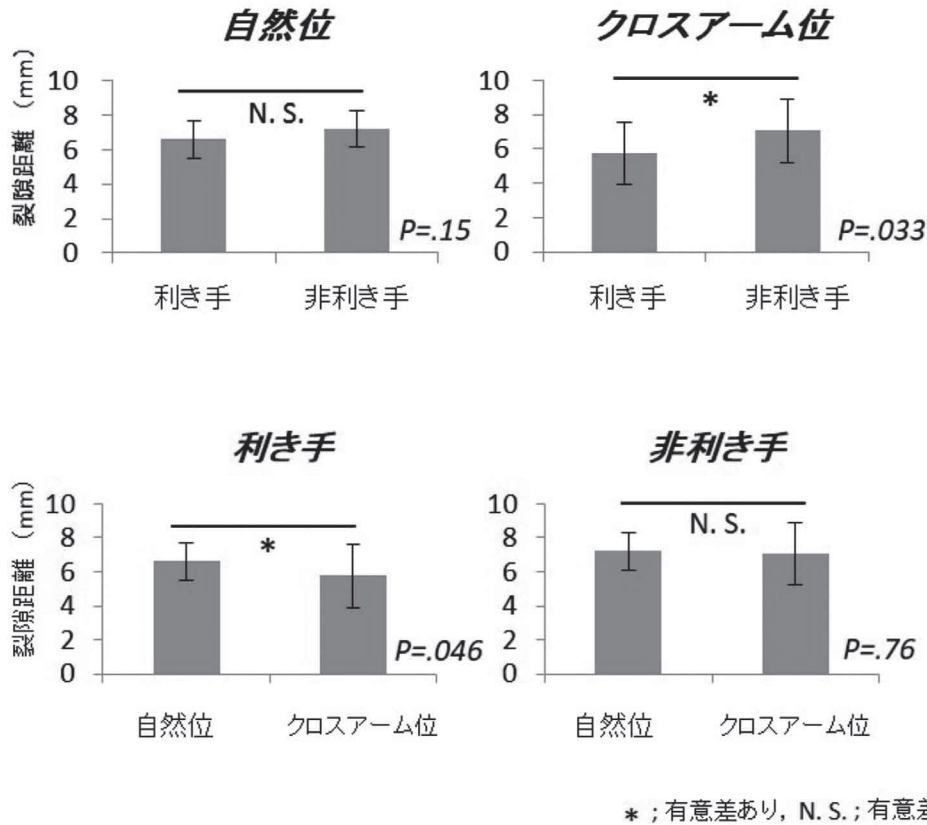 自然位
裂隙距離 (mm)
10
8
6
4
2
0
N. S.
P=.15
利き手 非利き手
クロスアーム位
10
8
6
4
2
0
*
P=.033
利き手 非利き手
利き手
裂隙距離 (mm)
10
8
6
4
2
0
*
P=.046
自然位 クロスアーム位
非利き手
10
8
6
4
2
0
N. S.
P=.76
自然位 クロスアーム位
* ; 有意差あり, N. S. ; 有意差